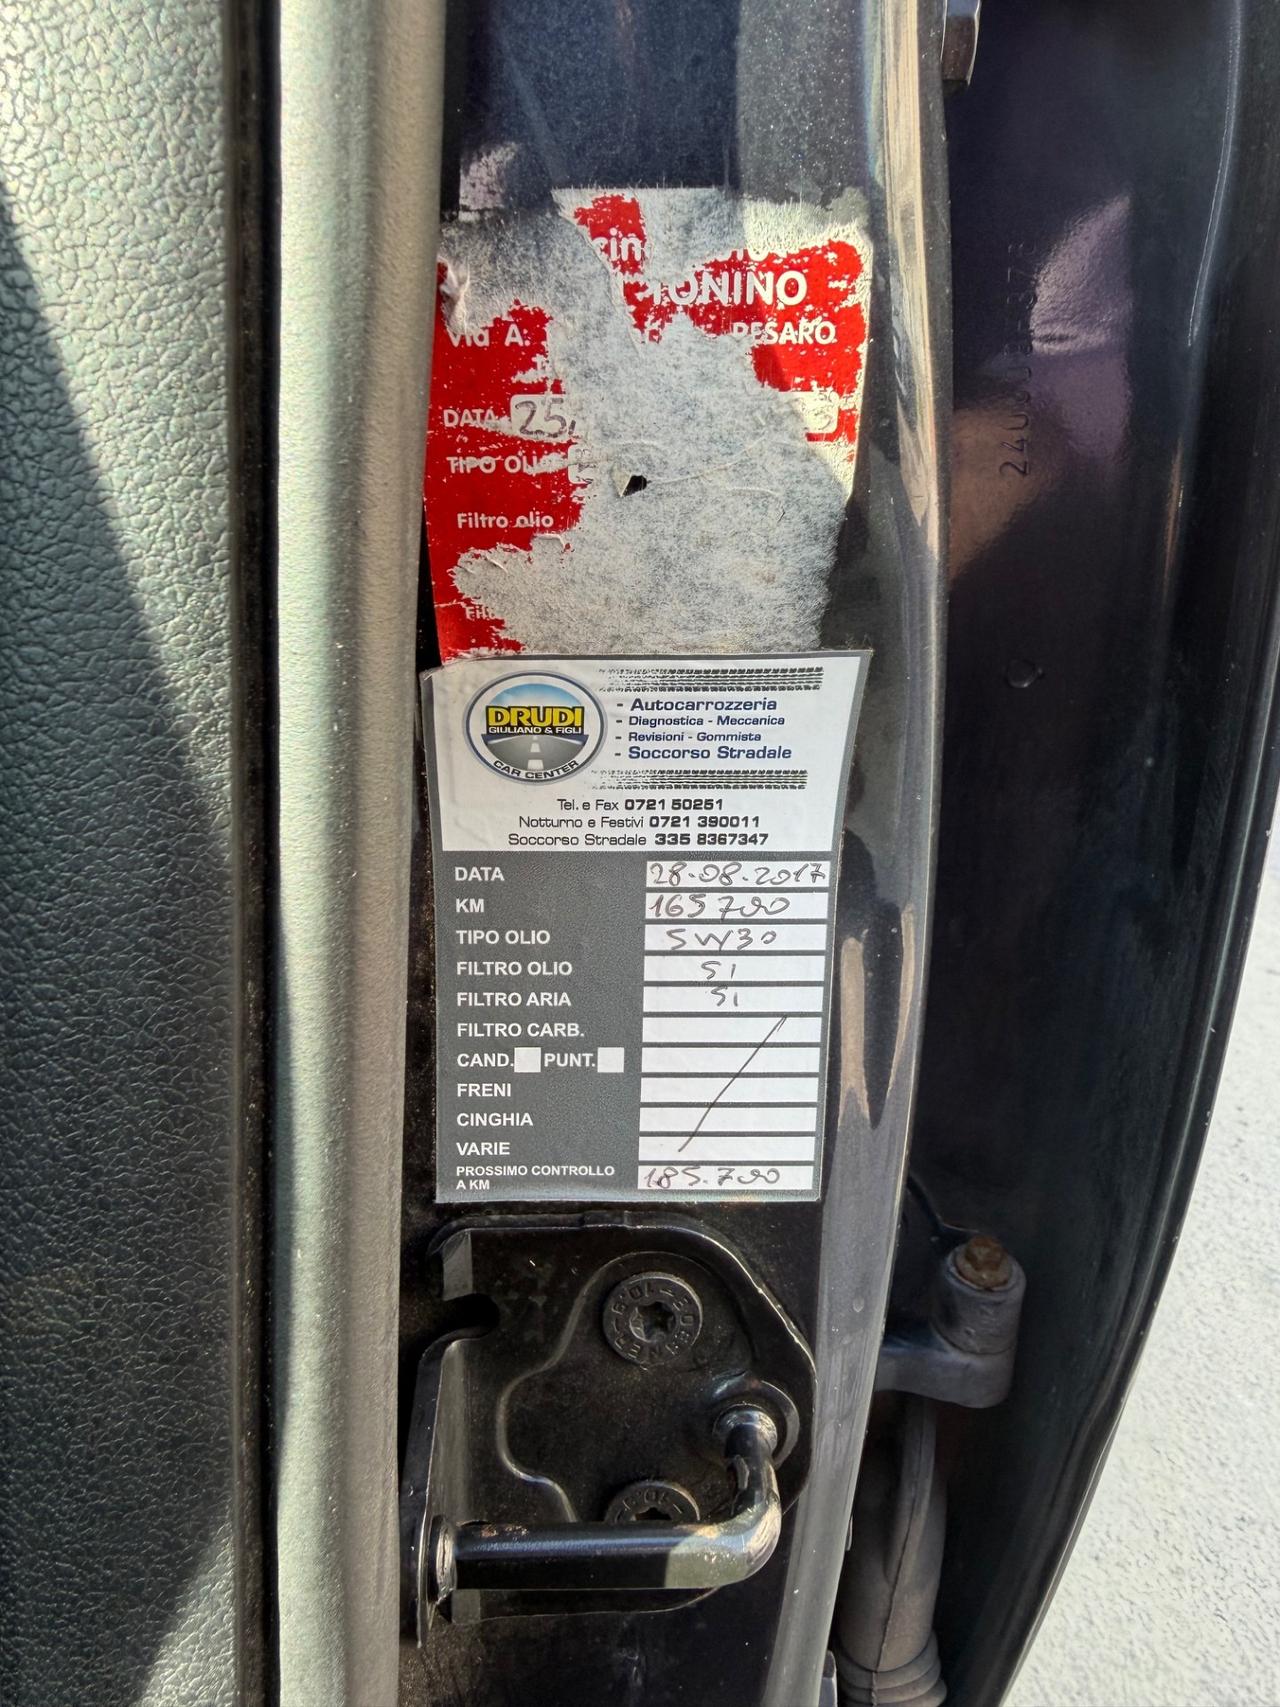 TONINO
Via A. PESARO
DATA 25,
TIPO OLIO
Filtro olio
DRUDI
GIULIANO & FIGLI
CAR CENTER
- Autocarrozzeria
- Diagnostica - Meccanica
- Revisioni - Gommista
- Soccorso Stradale
Tel. e Fax 0721 50251
Notturno e Festivi 0721 390011
Soccorso Stradale 335 8367347
DATA 28.08.2017
KM 165700
TIPO OLIO 5W30
FILTRO OLIO SI
FILTRO ARIA SI
FILTRO CARB.
CAND. PUNT.
FRENI
CINGHIA
VARIE
PROSSIMO CONTROLLO
A KM 185.700